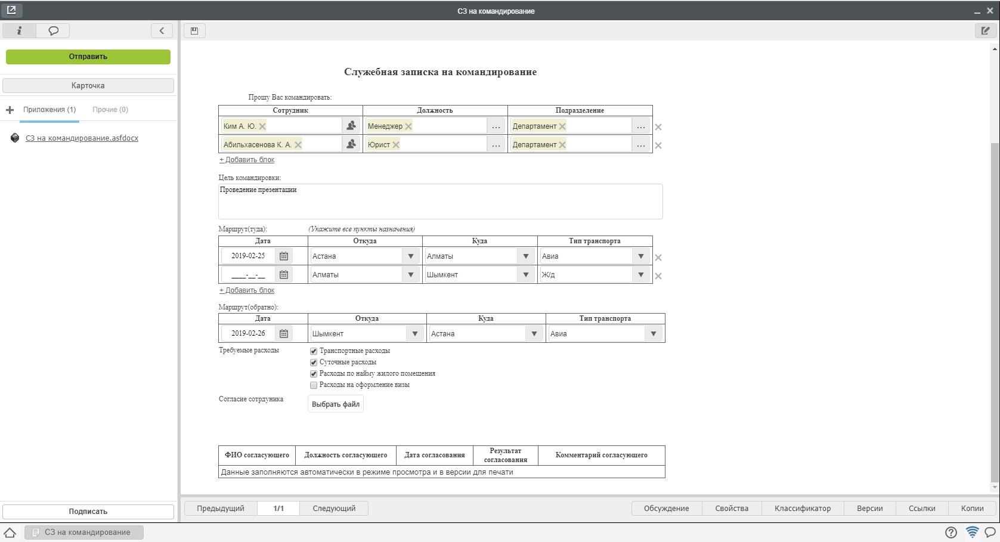 СЗ на командирование
Отправить
Карточка
Приложения (1) Прочие (0)
СЗ на командирование.asfdocx
Подписать
Служебная записка на командирование
Прошу Вас командировать:
Сотрудник Должность Подразделение
Ким А. Ю. Менеджер ... Департамент ...
Абильхасенова К. А. Юрист ... Департамент ...
+ Добавить блок
Цель командировки:
Проведение презентации
Маршрут(туда): (Укажите все пункты назначения)
Дата Откуда Куда Тип транспорта
2019-02-25 Астана Алматы Авиа
____-__-__ Алматы Шымкент Ж/д
+ Добавить блок
Маршрут(обратно):
Дата Откуда Куда Тип транспорта
2019-02-26 Шымкент Астана Авиа
Требуемые расходы Транспортные расходы
Суточные расходы
Расходы по найму жилого помещения
Расходы на оформление визы
Согласие сотрдуника Выбрать файл
ФИО согласующего Должность согласующего Дата согласования Результат согласования Комментарий согласующего
Данные заполняются автоматически в режиме просмотра и в версии для печати
Предыдущий 1/1 Следующий Обсуждение Свойства Классификатор Версии Ссылки Копии
СЗ на командирование